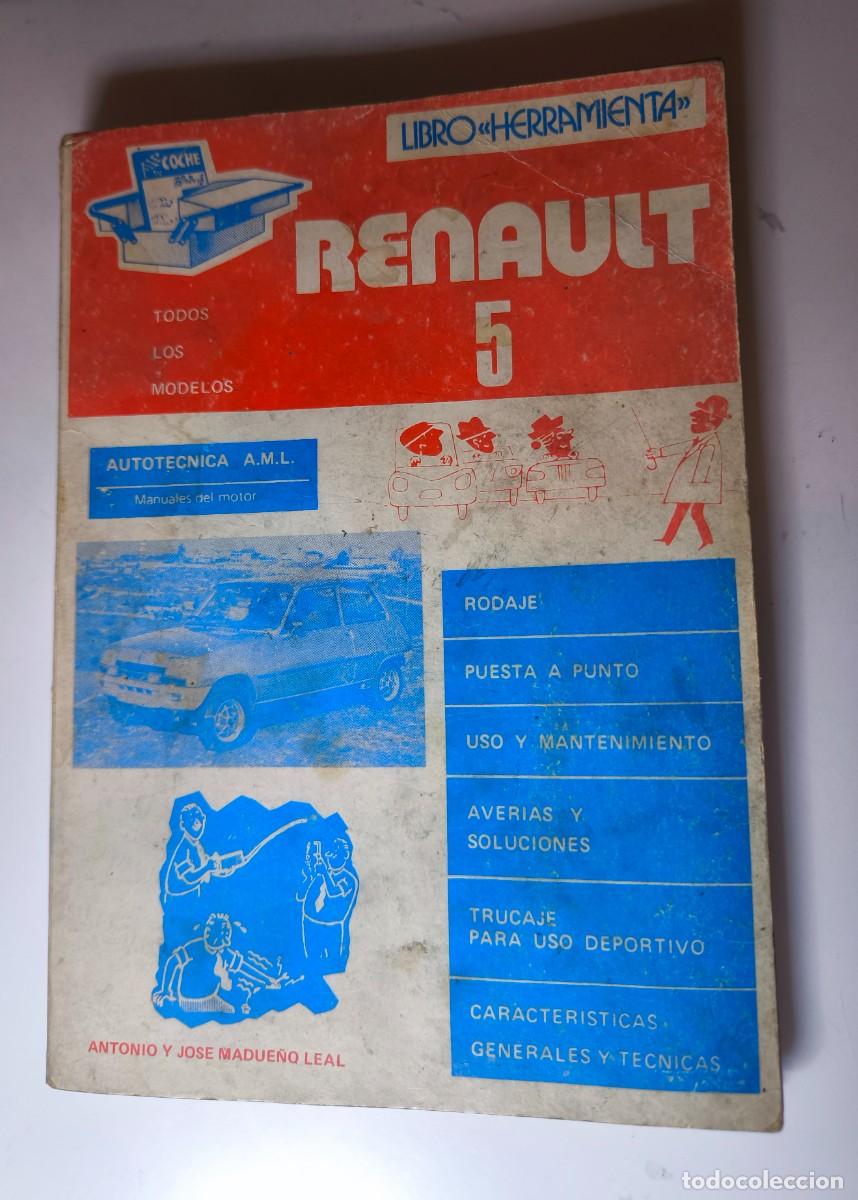 LIBRO «HERRAMIENTA»
COCHE
RENAULT
5
TODOS
LOS
MODELOS
AUTOTECNICA A.M.L.
Manuales del motor
RODAJE
PUESTA A PUNTO
USO Y MANTENIMIENTO
AVERIAS Y
SOLUCIONES
TRUCAJE
PARA USO DEPORTIVO
CARACTERISTICAS
GENERALES Y TECNICAS
ANTONIO Y JOSE MADUEÑO LEAL
todocoleccion